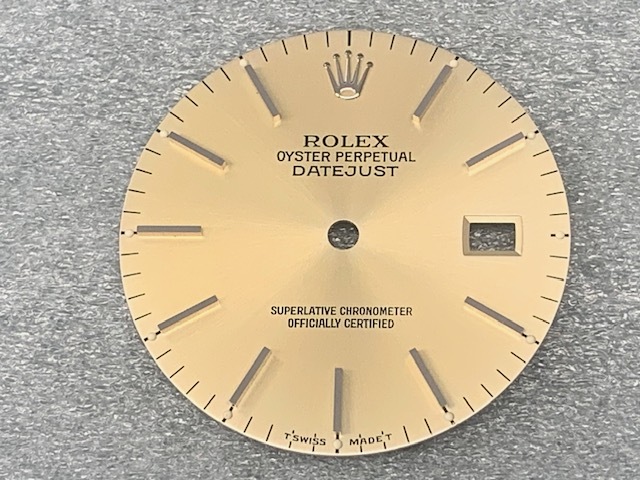 ROLEX
OYSTER PERPETUAL
DATEJUST
SUPERLATIVE CHRONOMETER
OFFICIALLY CERTIFIED
T'SWISS MADE'T